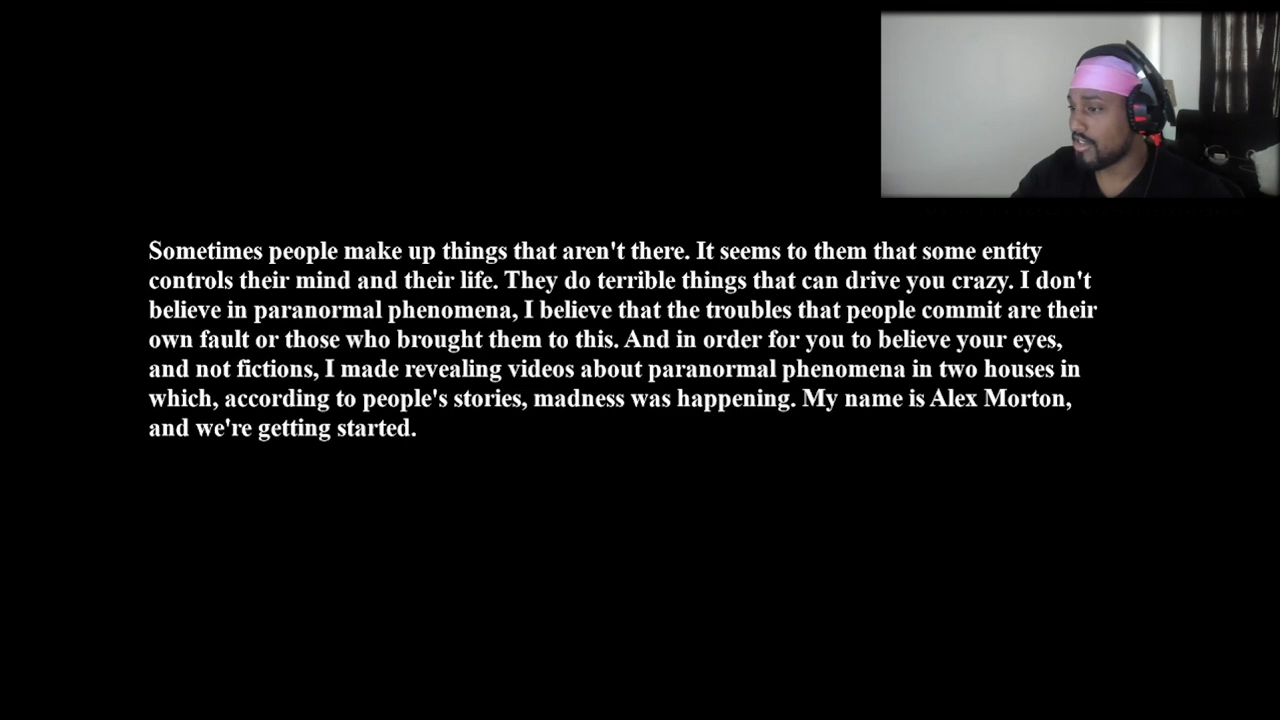 Sometimes people make up things that aren't there. It seems to them that some entity
controls their mind and their life. They do terrible things that can drive you crazy. I don't
believe in paranormal phenomena, I believe that the troubles that people commit are their
own fault or those who brought them to this. And in order for you to believe your eyes,
and not fictions, I made revealing videos about paranormal phenomena in two houses in
which, according to people's stories, madness was happening. My name is Alex Morton,
and we're getting started.